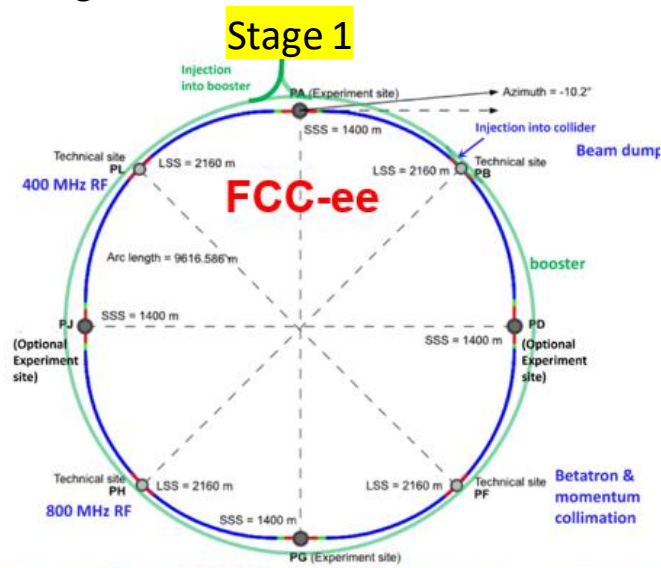 Stage 1
Injection
into booster
PA (Experiment site)
Azimuth = -10.2°
SSS = 1400 m
Injection into collider
Technical site
PL
LSS = 2160 m
400 MHz RF
LSS = 2160 m
Technical site
PB
Beam dump
FCC-ee
Arc length = 9616.586 m
booster
PJ
SSS = 1400 m
(Optional
Experiment
site)
SSS = 1400 m
PD
(Optional
Experiment
site)
Technical site
PH
LSS = 2160 m
800 MHz RF
LSS = 2160 m
Technical site
PF
Betatron &
momentum
collimation
SSS = 1400 m
PG (Experiment site)